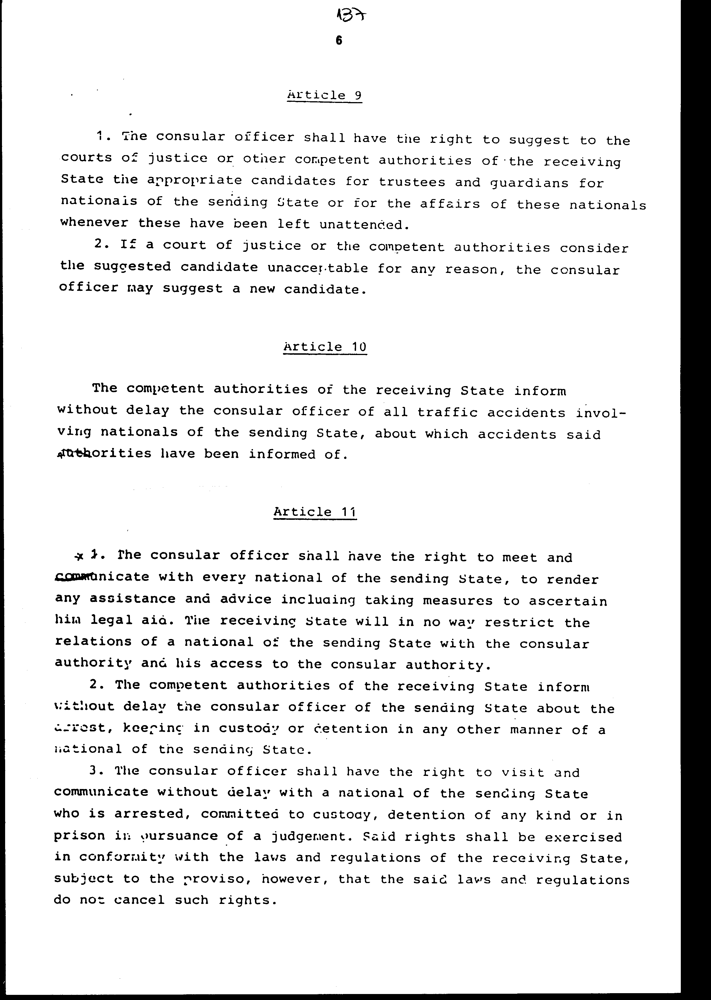 137
6
Article 9
1. The consular officer shall have the right to suggest to the
courts of justice or other competent authorities of the receiving
State the appropriate candidates for trustees and guardians for
nationals of the sending State or for the affairs of these nationals
whenever these have been left unattended.
2. If a court of justice or the competent authorities consider
the suggested candidate unacceptable for any reason, the consular
officer may suggest a new candidate.
Article 10
The competent authorities of the receiving State inform
without delay the consular officer of all traffic accidents invol-
ving nationals of the sending State, about which accidents said
authorities have been informed of.
Article 11
* 1. The consular officer shall have the right to meet and
communicate with every national of the sending State, to render
any assistance and advice including taking measures to ascertain
him legal aid. The receiving State will in no way restrict the
relations of a national of the sending State with the consular
authority and his access to the consular authority.
2. The competent authorities of the receiving State inform
without delay the consular officer of the sending State about the
arrest, keeping in custody or detention in any other manner of a
national of the sending State.
3. The consular officer shall have the right to visit and
communicate without delay with a national of the sending State
who is arrested, committed to custody, detention of any kind or in
prison in pursuance of a judgement. Said rights shall be exercised
in conformity with the laws and regulations of the receiving State,
subject to the proviso, however, that the said laws and regulations
do not cancel such rights.